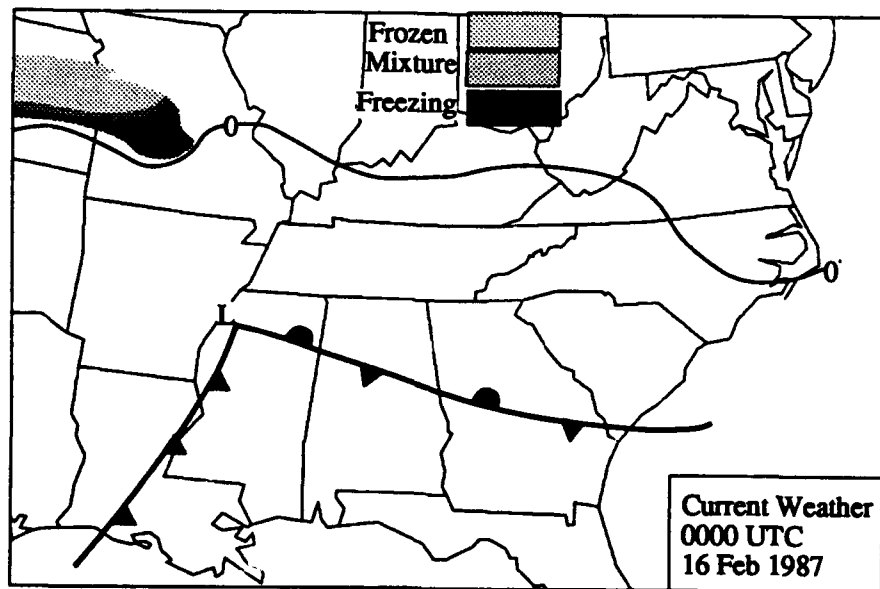 Frozen
Mixture
Freezing
0
0
L
Current Weather
0000 UTC
16 Feb 1987